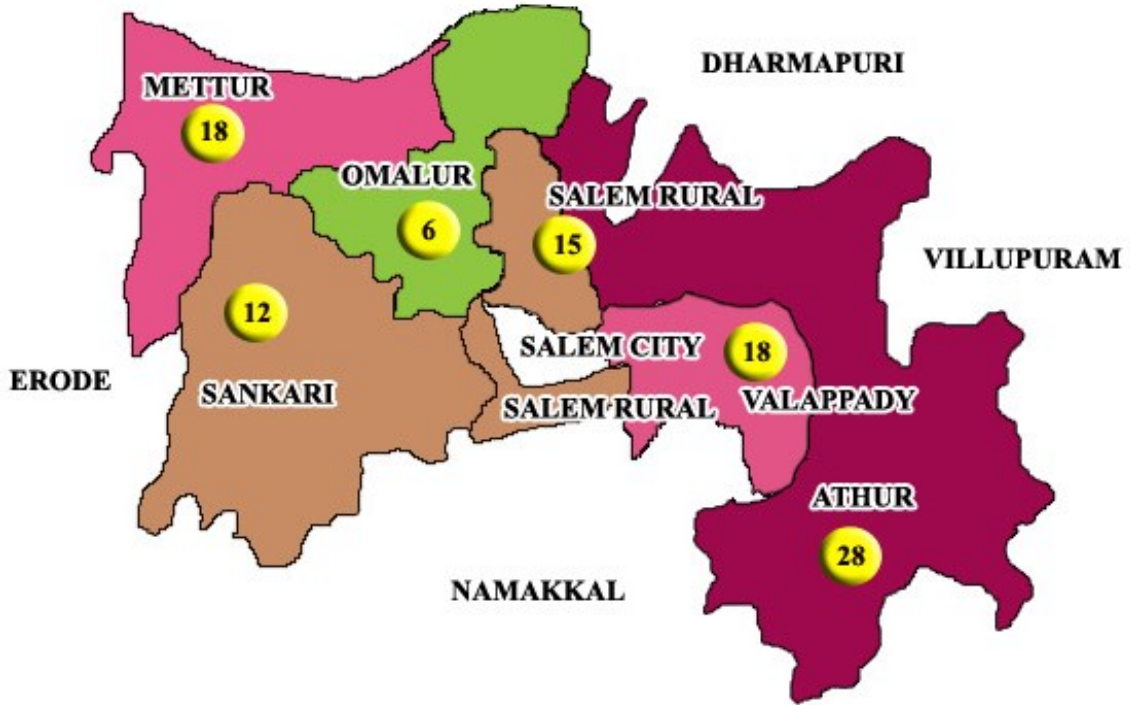 DHARMAPURI
METTUR
18
OMALUR
6
SALEM RURAL
15
VILLUPURAM
12
SALEM CITY
18
ERODE
SANKARI
SALEM RURAL
VALAPPADY
ATHUR
28
NAMAKKAL